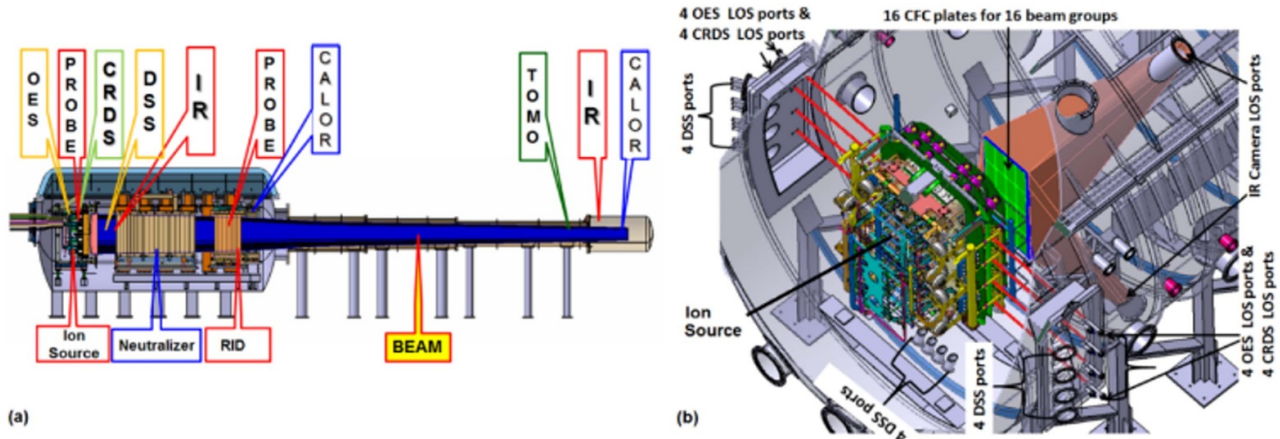 OES
PROBE
CRDS
DSS
IR
PROBE
CALOR
TOMO
IR
CALOR
Ion
Source
Neutralizer
RID
BEAM
(a)
4 OES LOS ports &
4 CRDS LOS ports
16 CFC plates for 16 beam groups
4 DSS ports
IR Camera LOS ports
Ion
Source
4 DSS ports
4 DSS ports
4 OES LOS ports &
4 CRDS LOS ports
(b)